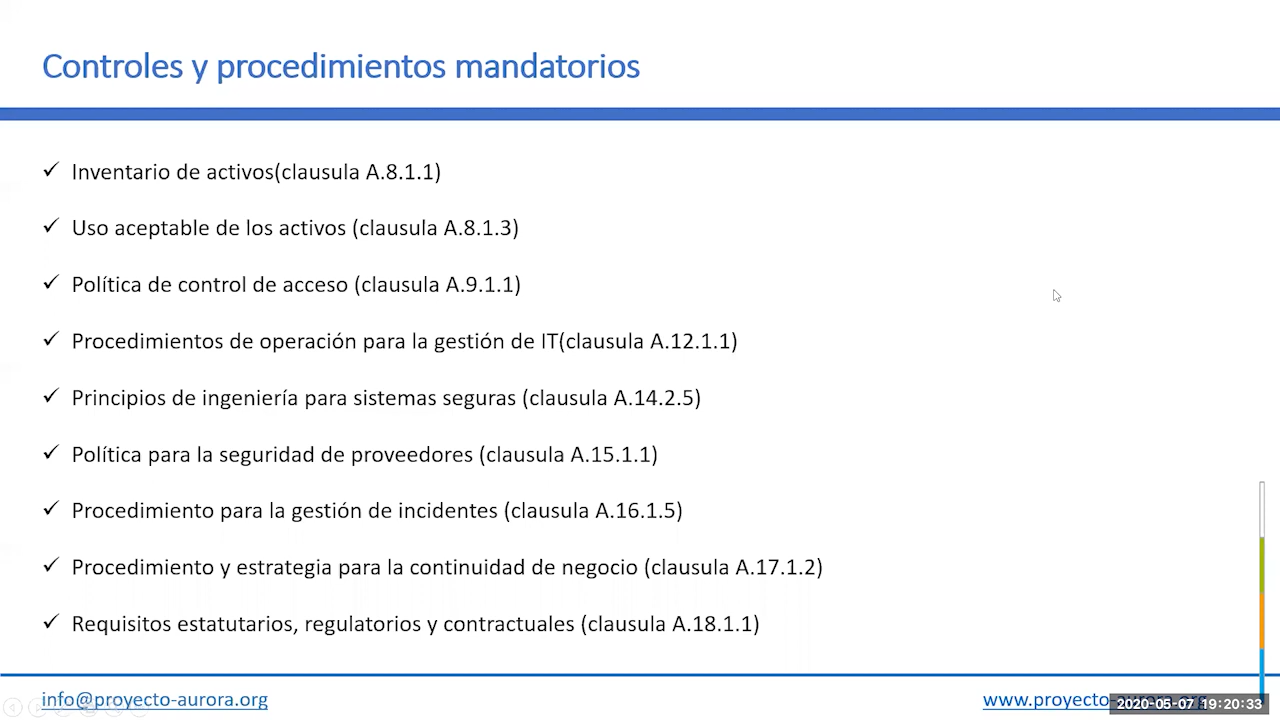 Controles y procedimientos mandatorios
✓ Inventario de activos(clausula A.8.1.1)
✓ Uso aceptable de los activos (clausula A.8.1.3)
✓ Política de control de acceso (clausula A.9.1.1)
✓ Procedimientos de operación para la gestión de IT(clausula A.12.1.1)
✓ Principios de ingeniería para sistemas seguras (clausula A.14.2.5)
✓ Política para la seguridad de proveedores (clausula A.15.1.1)
✓ Procedimiento para la gestión de incidentes (clausula A.16.1.5)
✓ Procedimiento y estrategia para la continuidad de negocio (clausula A.17.1.2)
✓ Requisitos estatutarios, regulatorios y contractuales (clausula A.18.1.1)
info@proyecto-aurora.org
www.proyecto-aurora.org
2020-05-07 19:20:33